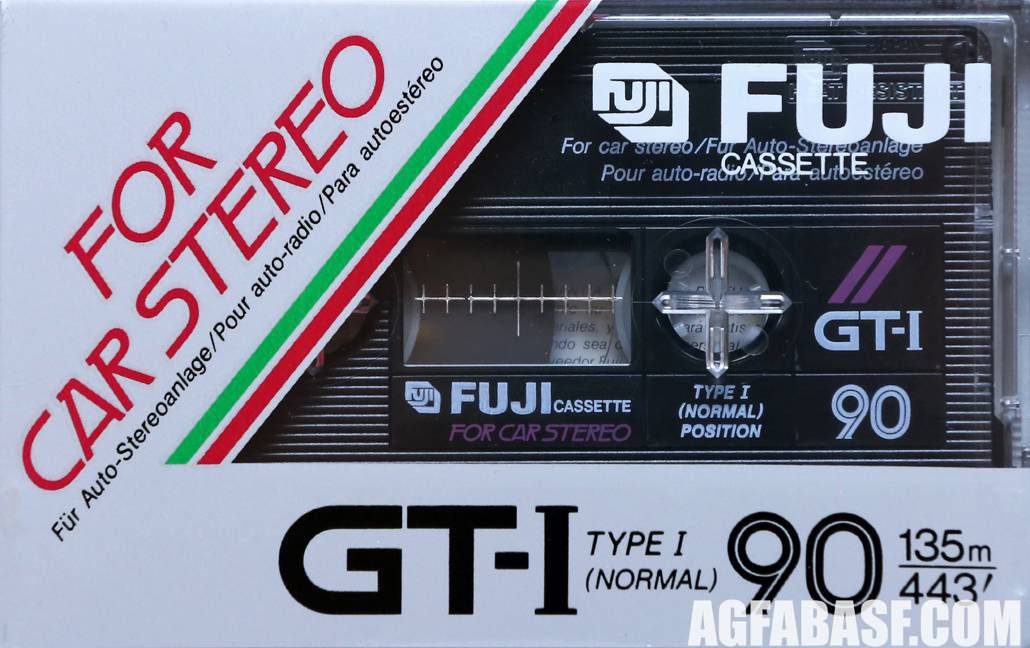 FOR
CAR STEREO
Für Auto-Stereoanlage/Pour auto-radio/Para autoestéreo
FUJI
FUJI
CASSETTE
For car stereo/Für Auto-Stereoanlage
Pour auto-radio/Para autoestéreo
GT-I
FUJI
FUJI CASSETTE
FOR CAR STEREO
TYPE I
(NORMAL)
POSITION
90
GT-I
TYPE I
(NORMAL)
90
135m
443'
AGFABASF.COM